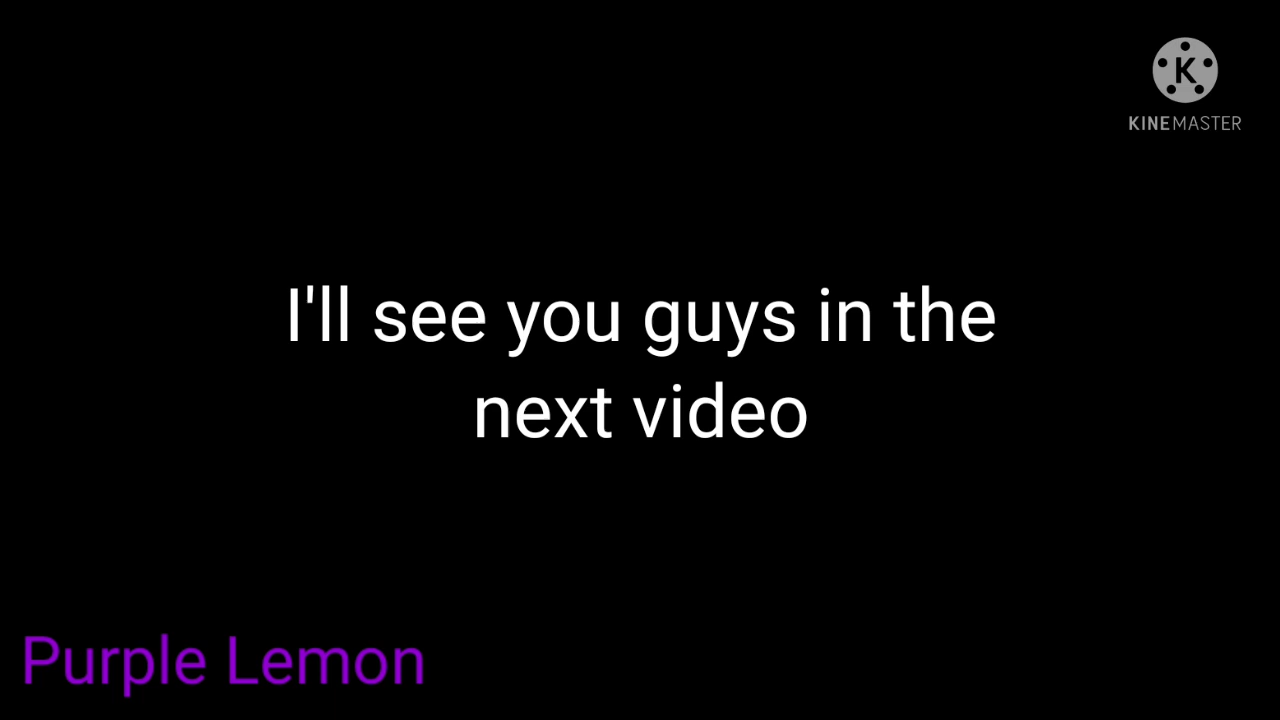 K
KINEMASTER
I'll see you guys in the
next video
Purple Lemon